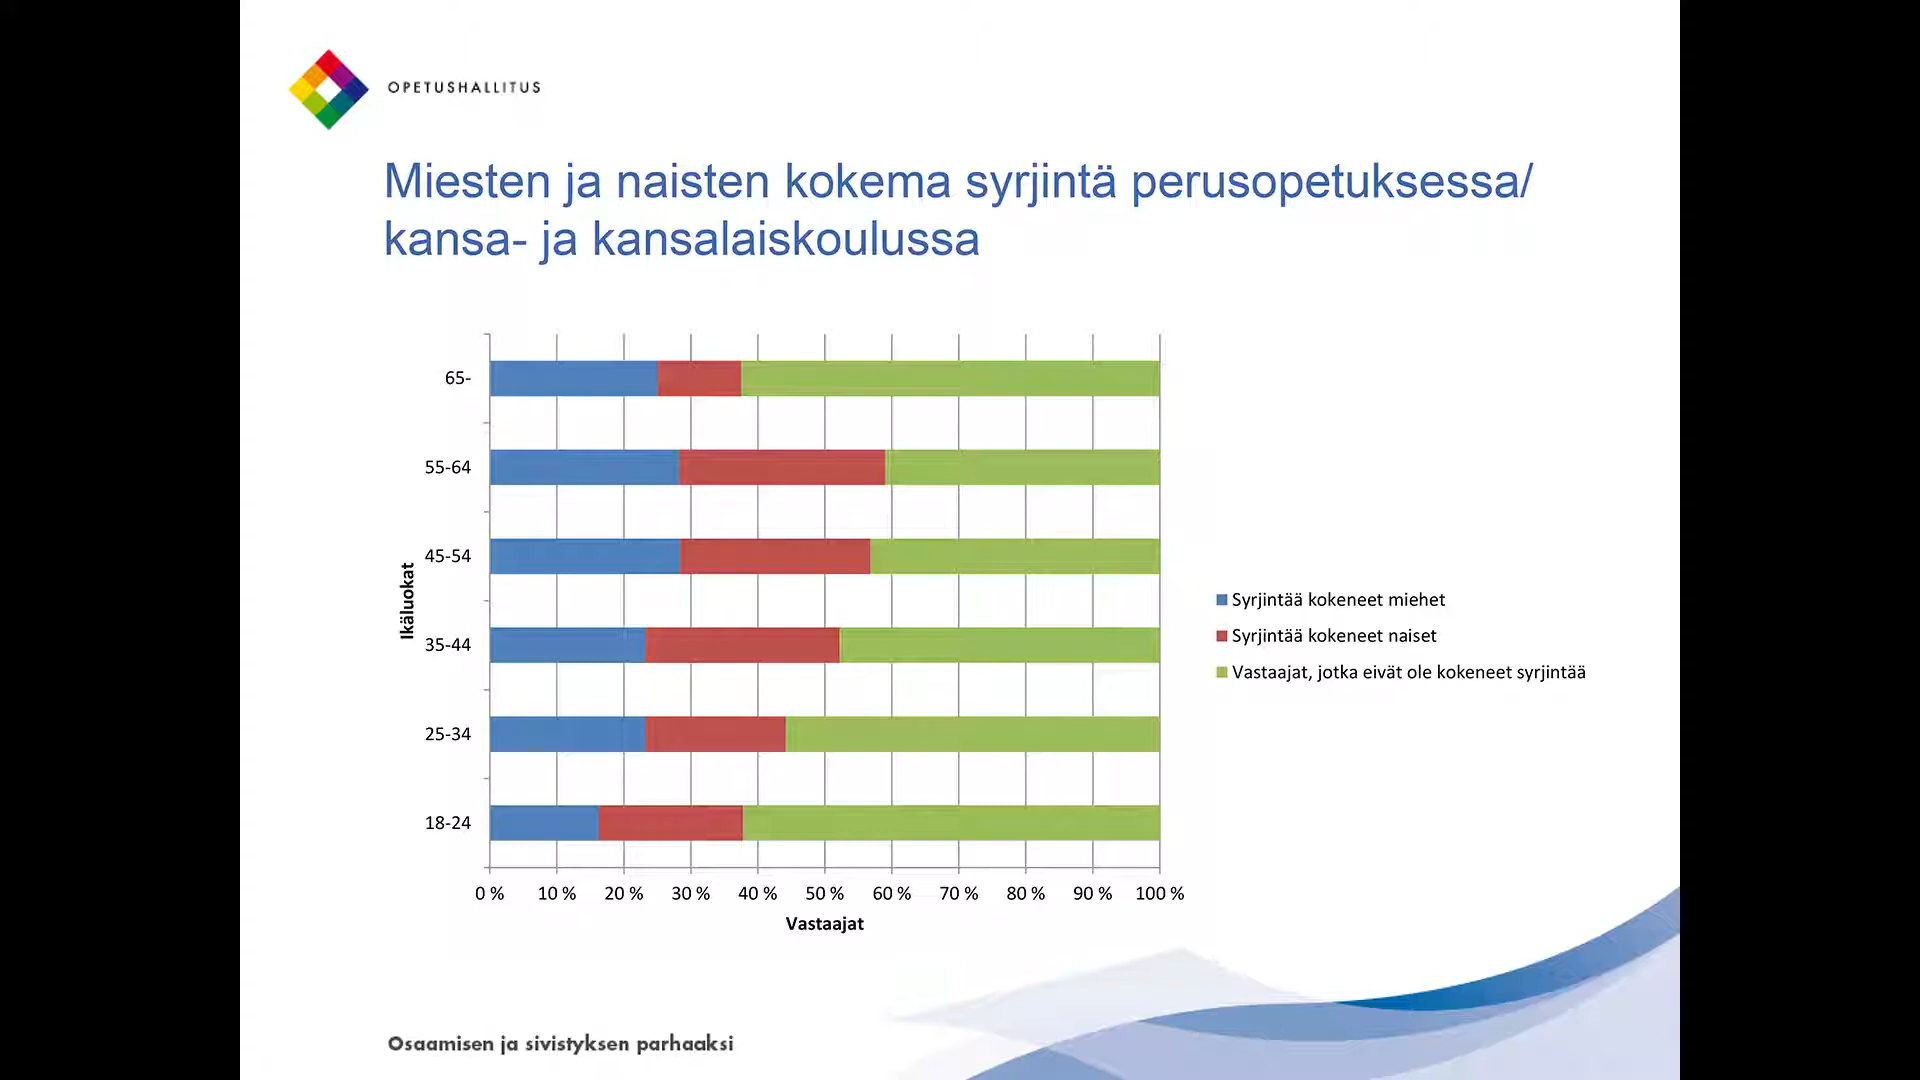 OPETUSHALLITUS
Miesten ja naisten kokema syrjintä perusopetuksessa/
kansa- ja kansalaiskoulussa
65-
55-64
45-54
35-44
25-34
18-24
Ikäluokat
0 % 10 % 20 % 30 % 40 % 50 % 60 % 70 % 80 % 90 % 100 %
Vastaajat
Syrjintää kokeneet miehet
Syrjintää kokeneet naiset
Vastaajat, jotka eivät ole kokeneet syrjintää
Osaamisen ja sivistyksen parhaaksi